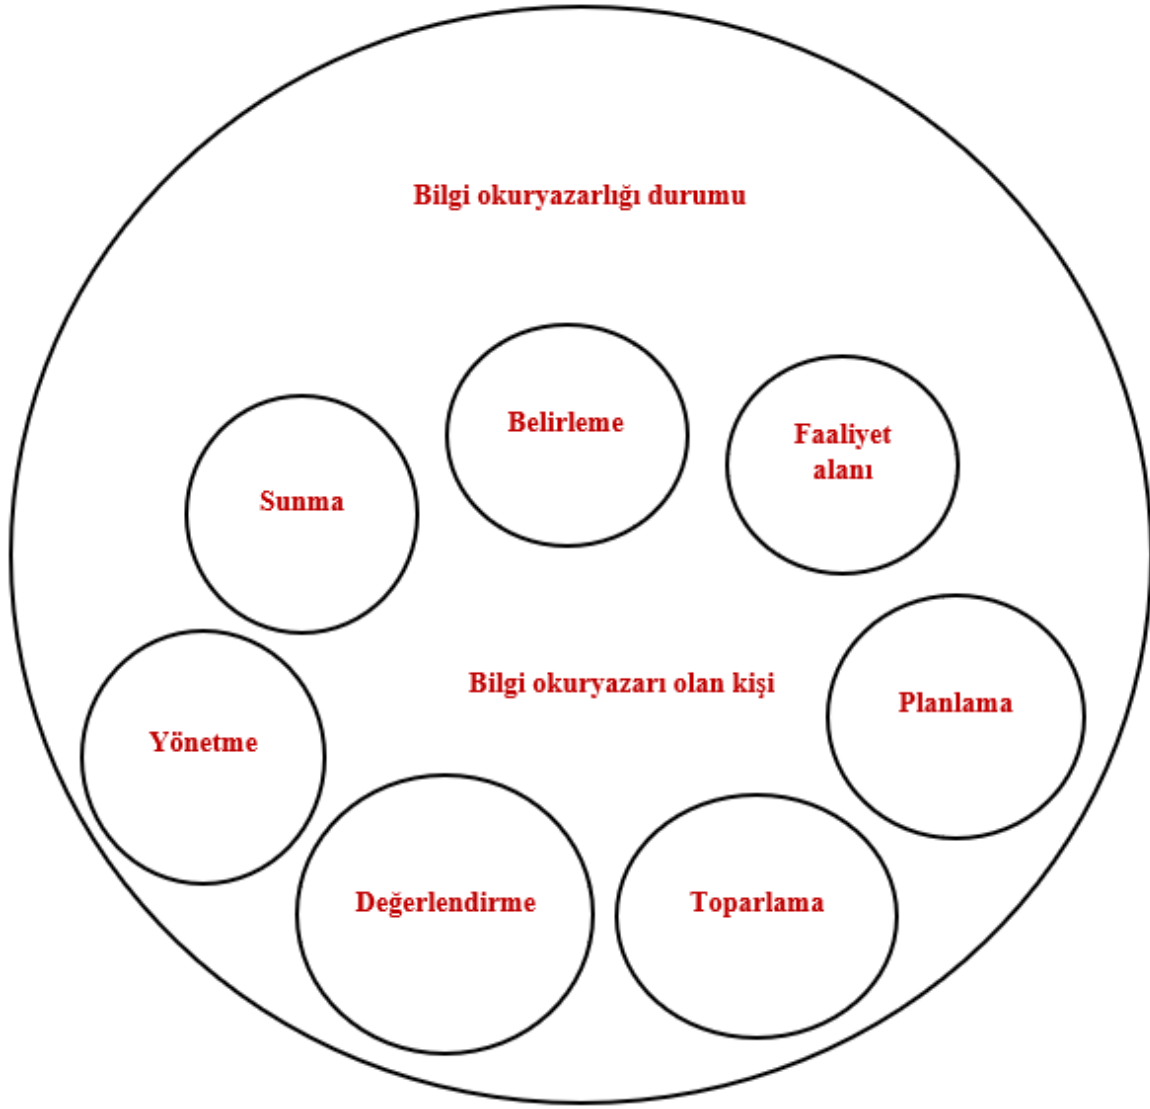 Bilgi okuryazarlığı durumu
Belirleme
Faaliyet
alanı
Sunma
Bilgi okuryazarı olan kişi
Planlama
Yönetme
Değerlendirme
Toparlama